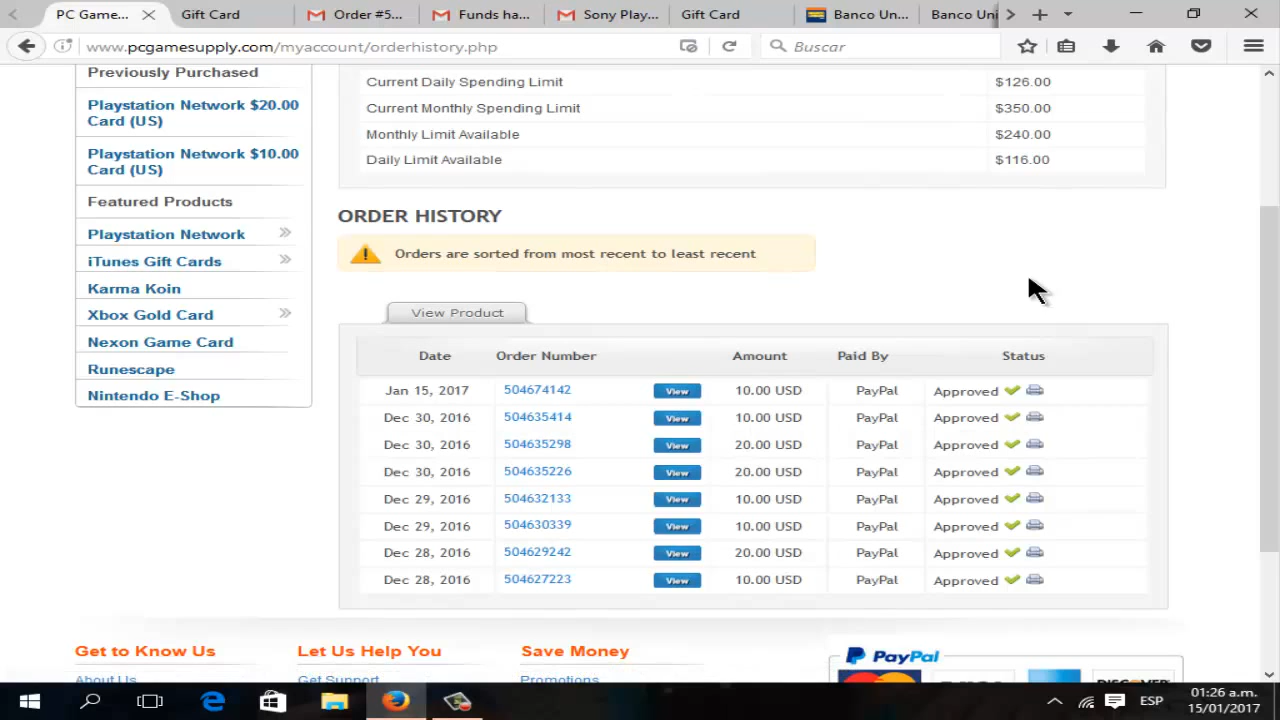 PC Game...
Gift Card
Order #5...
Funds ha...
Sony Play...
Gift Card
Banco Un...
Banco Uni
www.pcgamesupply.com/myaccount/orderhistory.php
Buscar
Previously Purchased
Playstation Network $20.00
Card (US)
Playstation Network $10.00
Card (US)
Featured Products
Playstation Network
iTunes Gift Cards
Karma Koin
Xbox Gold Card
Nexon Game Card
Runescape
Nintendo E-Shop
Current Daily Spending Limit $126.00
Current Monthly Spending Limit $350.00
Monthly Limit Available $240.00
Daily Limit Available $116.00
ORDER HISTORY
Orders are sorted from most recent to least recent
View Product
Date Order Number Amount Paid By Status
Jan 15, 2017 504674142 View 10.00 USD PayPal Approved
Dec 30, 2016 504635414 View 10.00 USD PayPal Approved
Dec 30, 2016 504635298 View 20.00 USD PayPal Approved
Dec 30, 2016 504635226 View 20.00 USD PayPal Approved
Dec 29, 2016 504632133 View 10.00 USD PayPal Approved
Dec 29, 2016 504630339 View 10.00 USD PayPal Approved
Dec 28, 2016 504629242 View 20.00 USD PayPal Approved
Dec 28, 2016 504627223 View 10.00 USD PayPal Approved
Get to Know Us Let Us Help You Save Money
About Us Get Support Promotions
PayPal
ESP
01:26 a.m.
15/01/2017